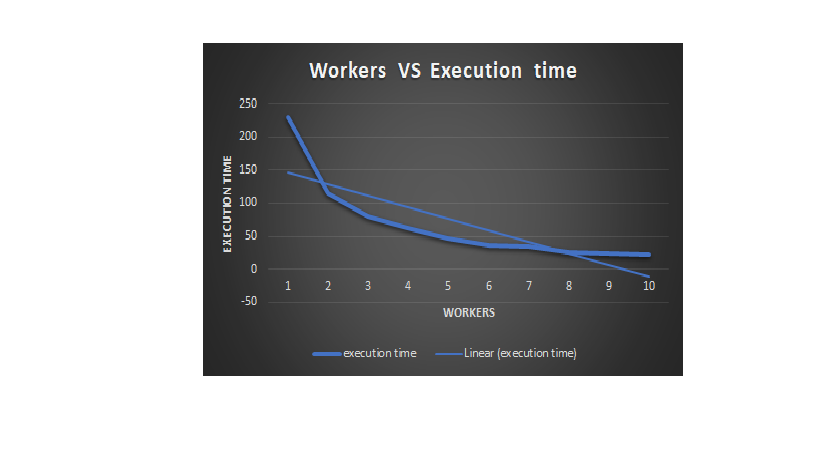 Workers VS Execution time
250
200
150
100
50
0
-50
EXECUTION TIME
1 2 3 4 5 6 7 8 9 10
WORKERS
execution time Linear (execution time)